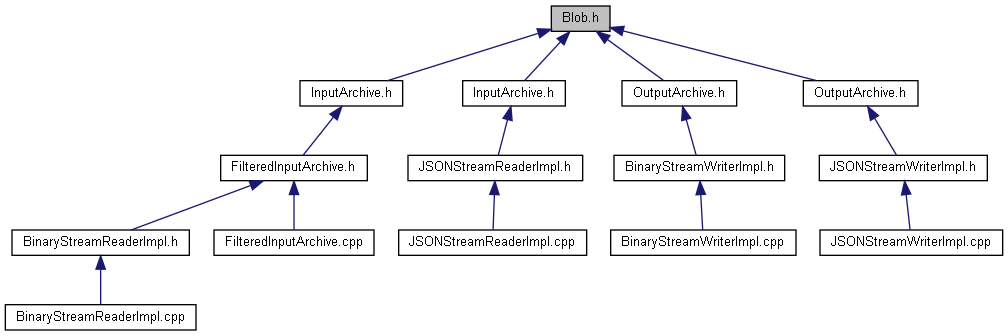 Blob.h
InputArchive.h
InputArchive.h
OutputArchive.h
OutputArchive.h
FilteredInputArchive.h
JSONStreamReaderImpl.h
BinaryStreamWriterImpl.h
JSONStreamWriterImpl.h
BinaryStreamReaderImpl.h
FilteredInputArchive.cpp
JSONStreamReaderImpl.cpp
BinaryStreamWriterImpl.cpp
JSONStreamWriterImpl.cpp
BinaryStreamReaderImpl.cpp